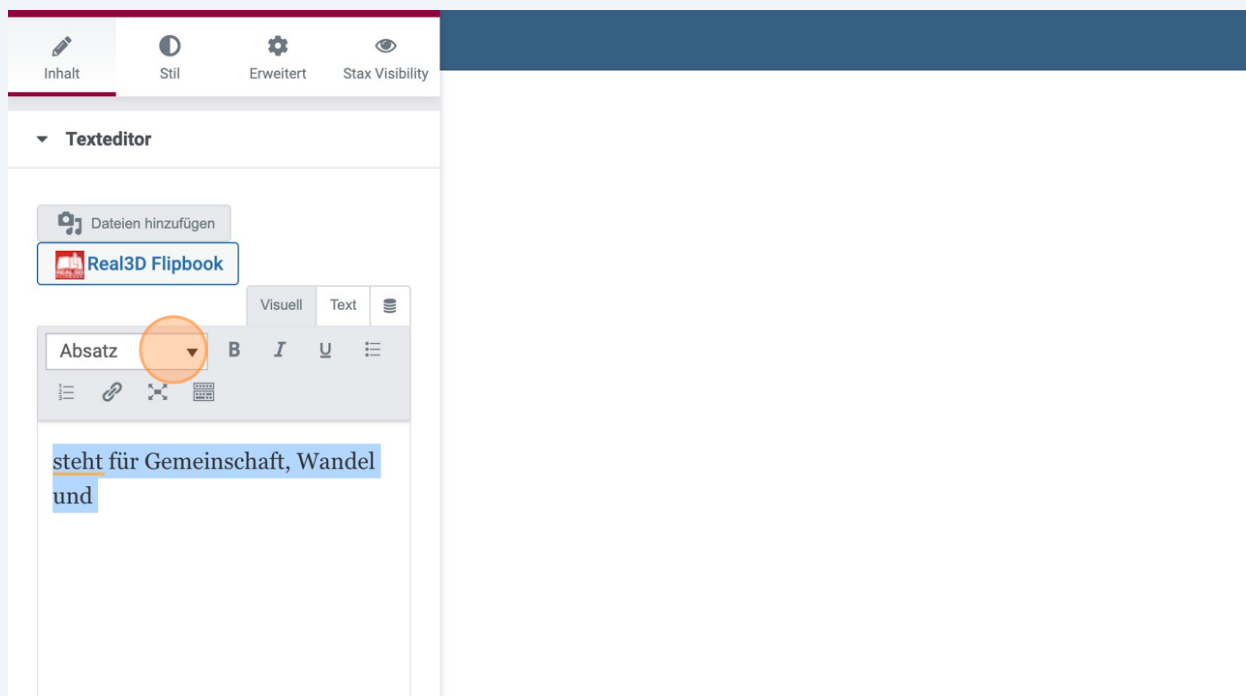 Inhalt Stil Erweitert Stax Visibility
Texteditor
Dateien hinzufügen
Real3D Flipbook
Visuell Text
Absatz B I U
steht für Gemeinschaft, Wandel
und